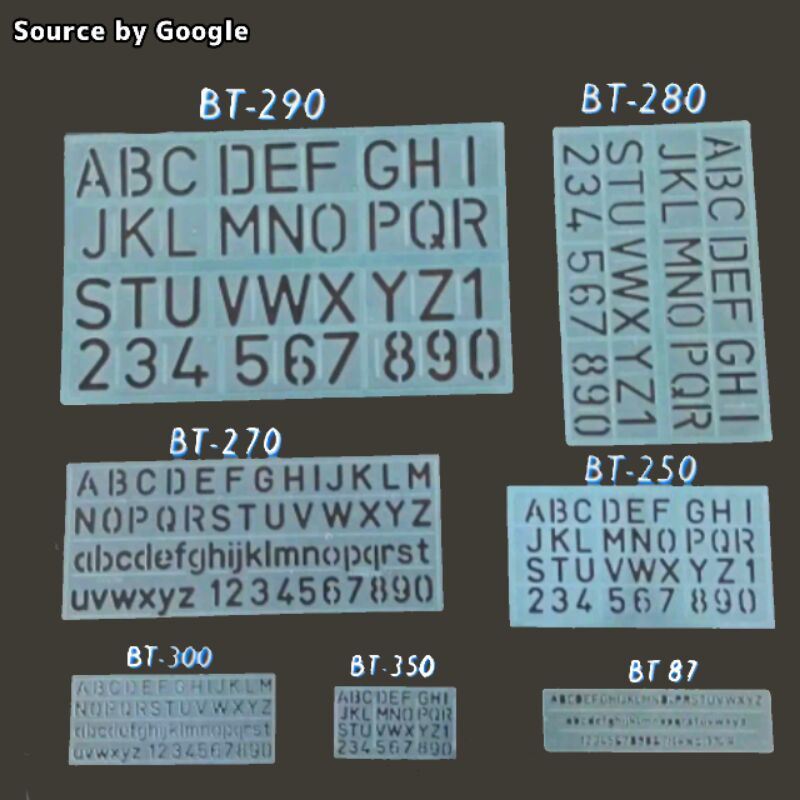 Source by Google
BT-290
ABC DEF GHI
JKL MNO PQR
STU VWX YZ1
234 567 890
BT-280
ABC DEF GHI
JKL MNO PQR
STU VWX YZ1
234 567 890
BT-270
ABCDEFGHIJKLM
NOPQRSTUVWXYZ
abcdefghijklmnopqrst
uvwxyz 1234567890
BT-250
ABC DEF GHI
JKL MNO PQR
STU VWX YZ1
234 567 890
BT-300
ABCDEFGHIJKLM
NOPQRSTUVWXYZ
abcdefghijklmnopqrst
uvwxyz 1234567890
BT-350
ABC DEF GHI
JKL MNO PQR
STU VWX YZ1
234 567 890
BT 87